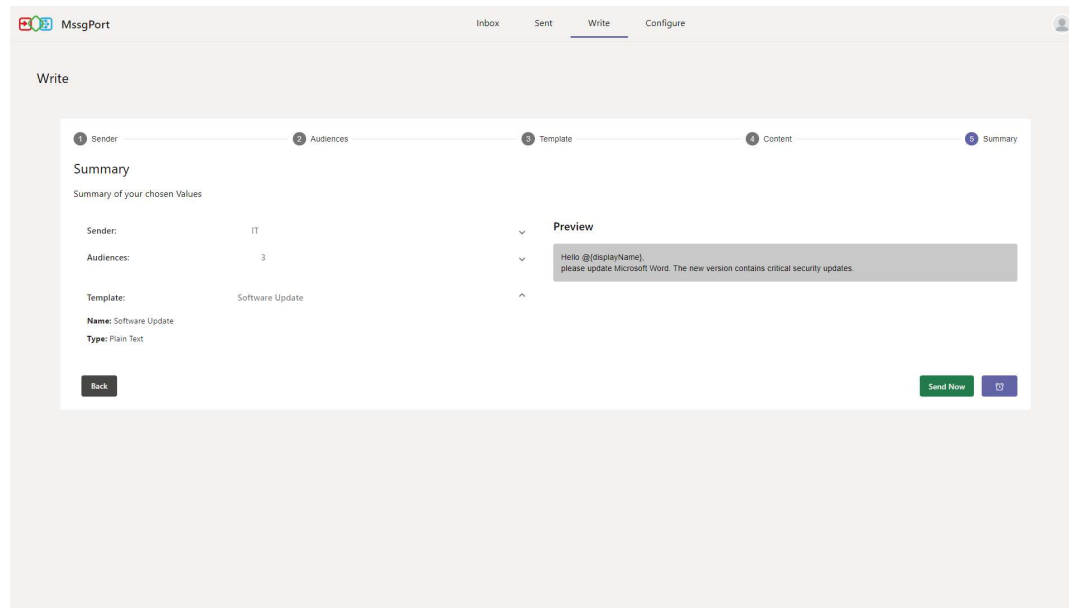 MssgPort Inbox Sent Write Configure
Write
1 Sender 2 Audiences 3 Template 4 Content 5 Summary
Summary
Summary of your chosen Values
Sender: IT
Audiences: 3
Template: Software Update
Name: Software Update
Type: Plain Text
Preview
Hello @{displayName},
please update Microsoft Word. The new version contains critical security updates.
Back Send Now